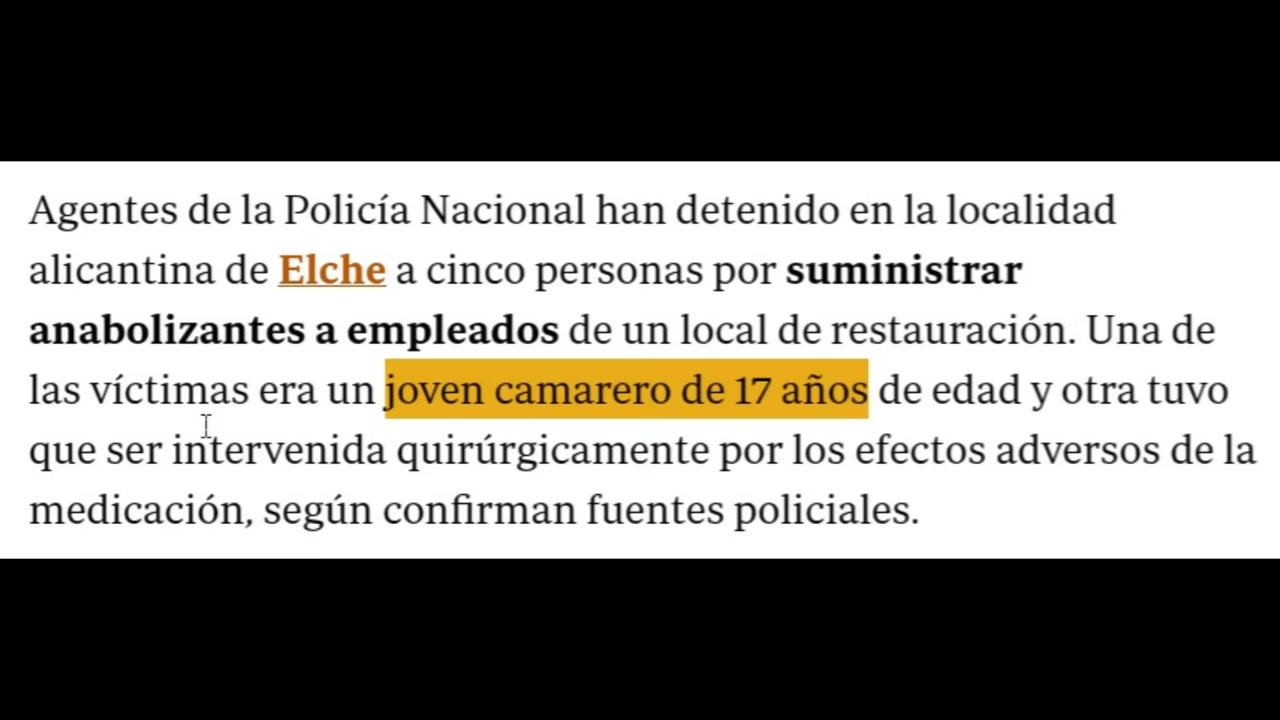 Agentes de la Policía Nacional han detenido en la localidad
alicantina de Elche a cinco personas por suministrar
anabolizantes a empleados de un local de restauración. Una de
las víctimas era un joven camarero de 17 años de edad y otra tuvo
que ser intervenida quirúrgicamente por los efectos adversos de la
medicación, según confirman fuentes policiales.